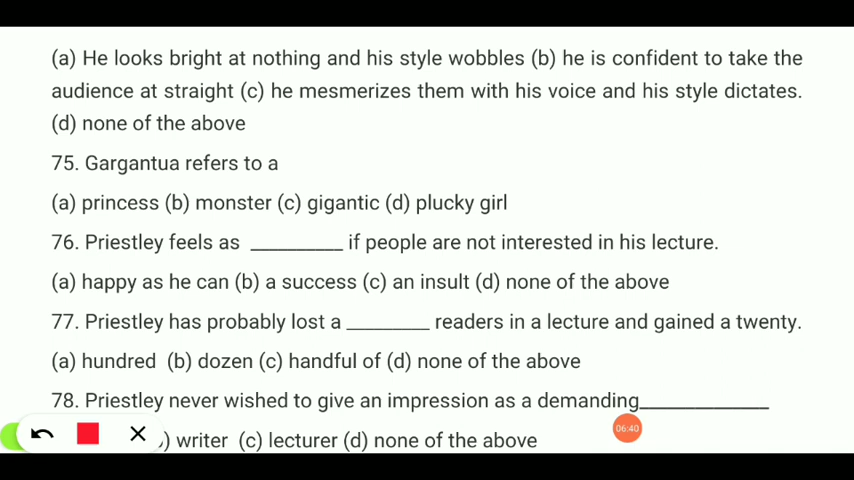 (a) He looks bright at nothing and his style wobbles (b) he is confident to take the
audience at straight (c) he mesmerizes them with his voice and his style dictates.
(d) none of the above
75. Gargantua refers to a
(a) princess (b) monster (c) gigantic (d) plucky girl
76. Priestley feels as __________ if people are not interested in his lecture.
(a) happy as he can (b) a success (c) an insult (d) none of the above
77. Priestley has probably lost a _________ readers in a lecture and gained a twenty.
(a) hundred (b) dozen (c) handful of (d) none of the above
78. Priestley never wished to give an impression as a demanding______________
) writer (c) lecturer (d) none of the above
06:40